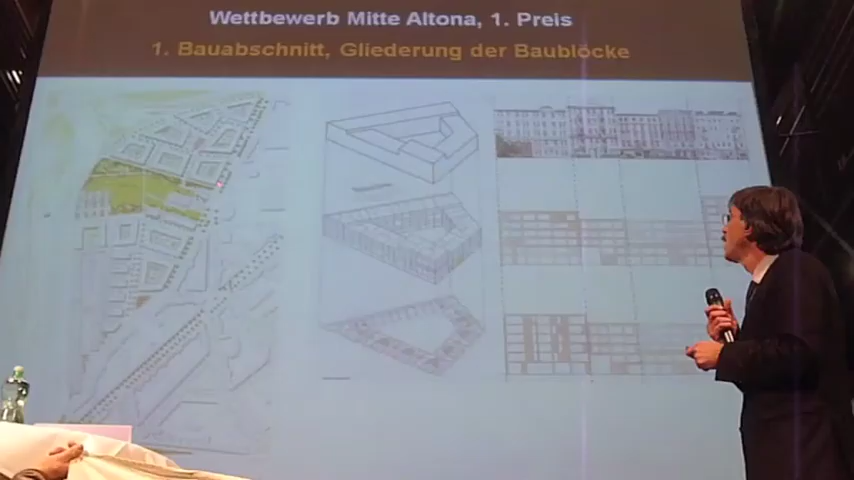 Wettbewerb Mitte Altona, 1. Preis
1. Bauabschnitt, Gliederung der Baublöcke